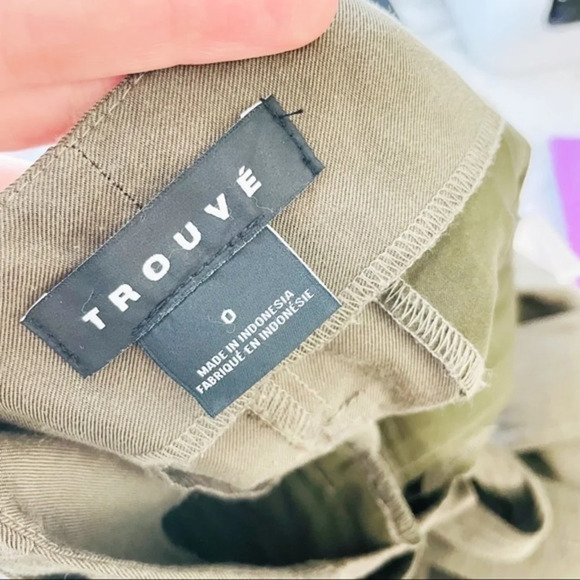 TROUVÉ
0
MADE IN INDONESIA
FABRIQUÉ EN INDONÉSIE